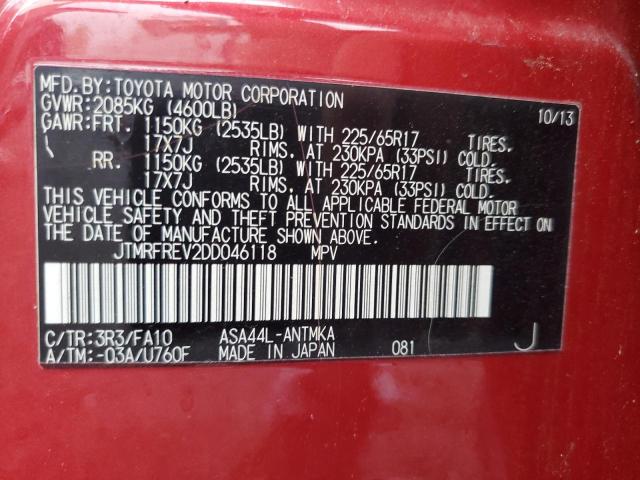 MFD.BY:TOYOTA MOTOR CORPORATION 10/13
GVWR:2085KG (4600LB)
GAWR:FRT. 1150KG (2535LB) WITH 225/65R17 TIRES.
17X7J RIMS. AT 230KPA (33PSI) COLD.
RR. 1150KG (2535LB) WITH 225/65R17 TIRES.
17X7J RIMS. AT 230KPA (33PSI) COLD.
THIS VEHICLE CONFORMS TO ALL APPLICABLE FEDERAL MOTOR
VEHICLE SAFETY AND THEFT PREVENTION STANDARDS IN EFFECT ON
THE DATE OF MANUFACTURE SHOWN ABOVE.
JTMRFREV2DD046118 MPV
C/TR:3R3/FA10 ASA44L-ANTMKA
A/TM:-03A/U760F MADE IN JAPAN 081 J